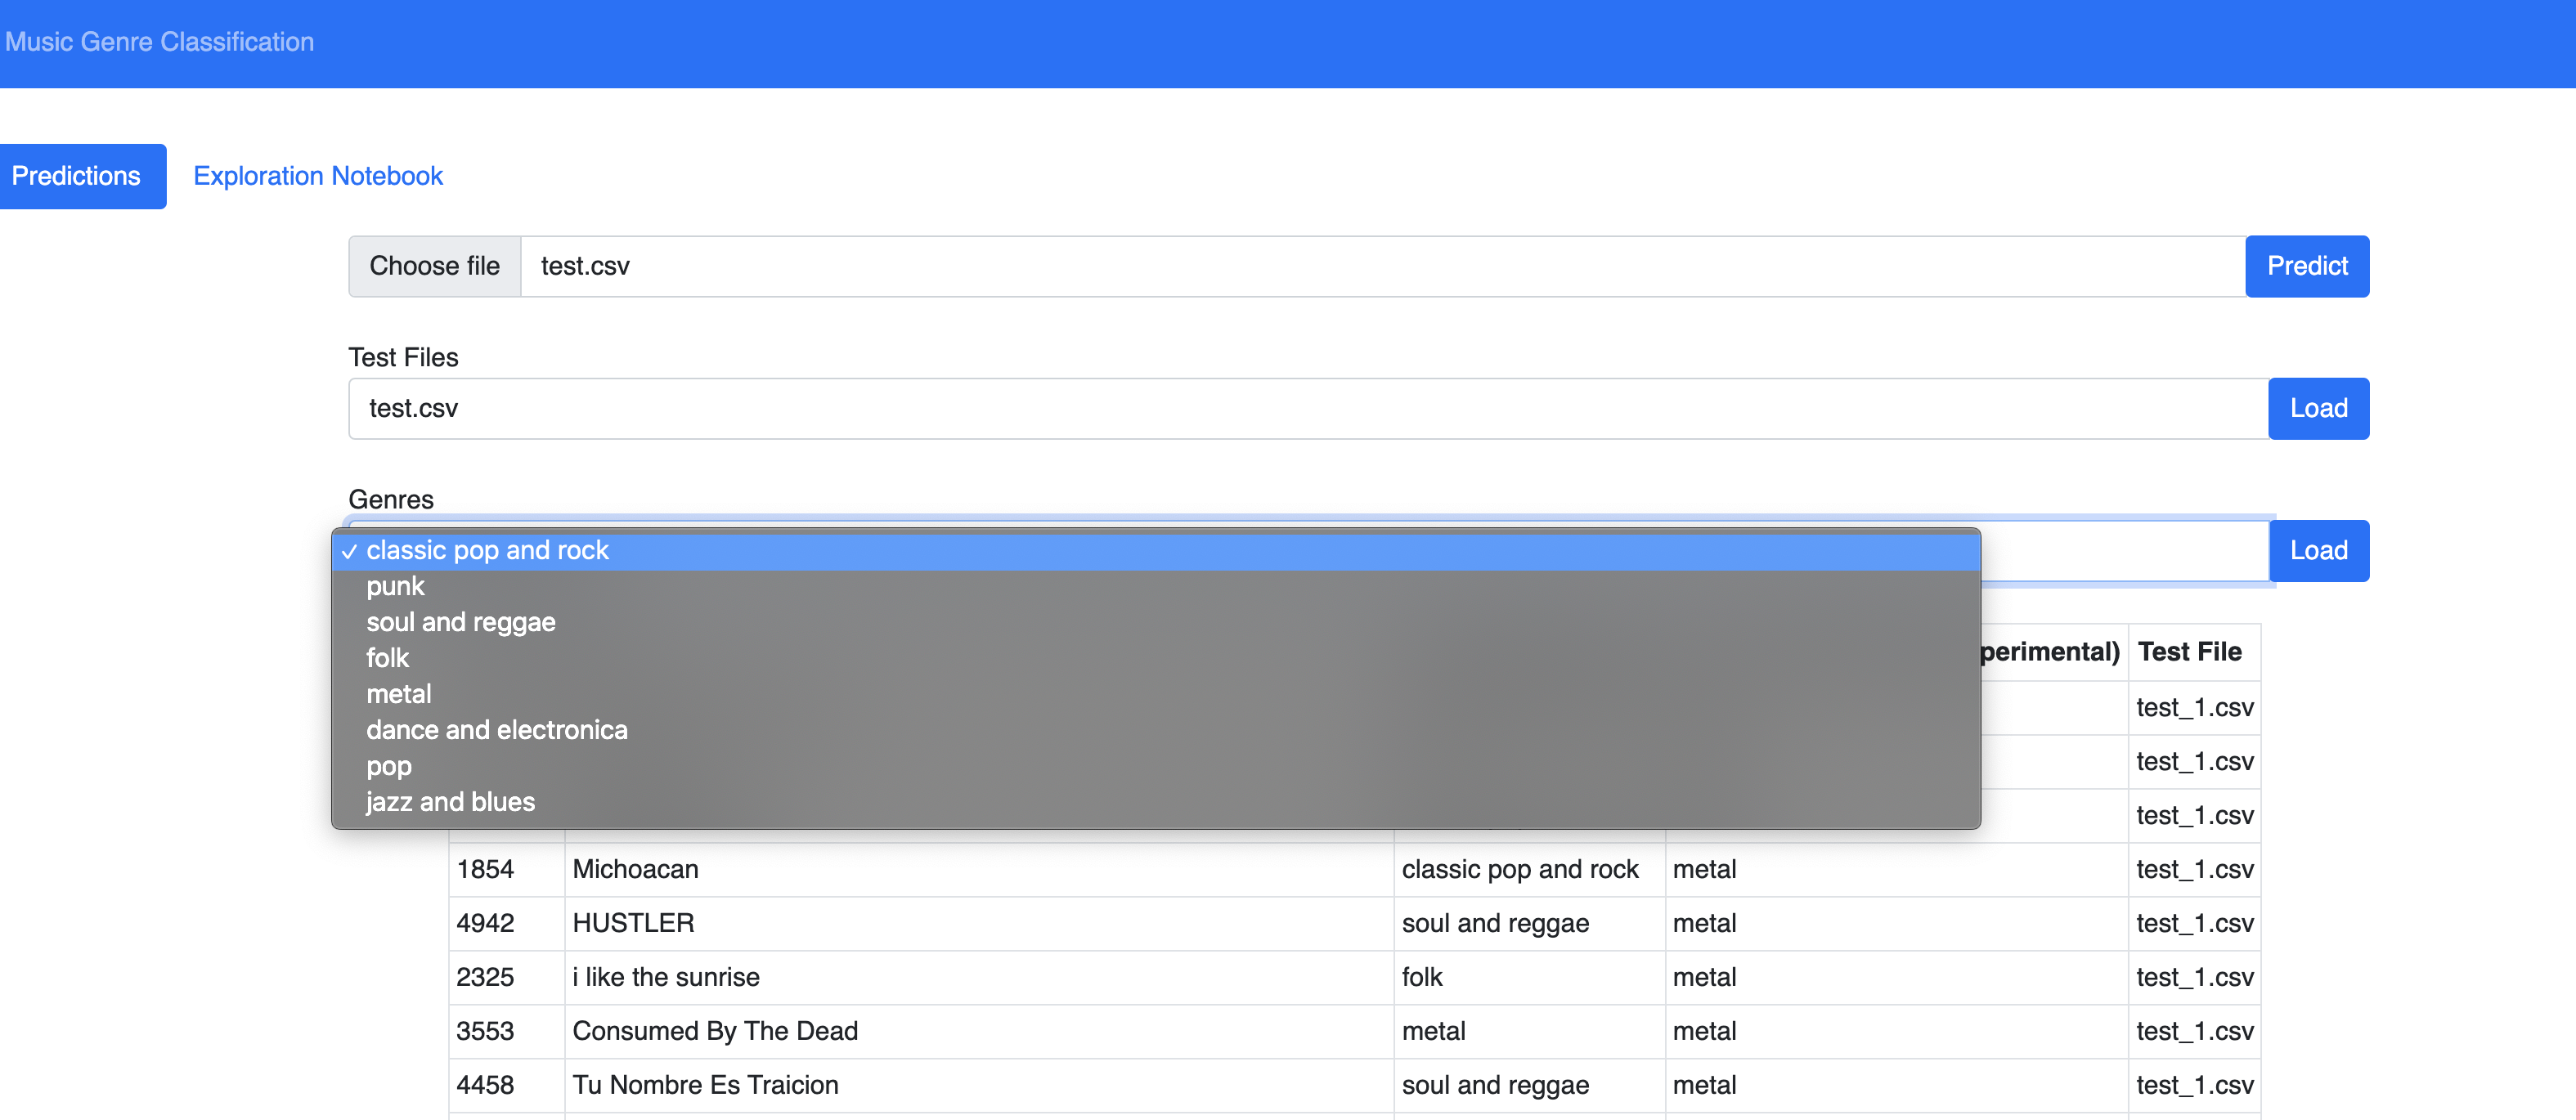 Music Genre Classification
Predictions Exploration Notebook
Choose file test.csv Predict
Test Files
test.csv Load
Genres
✓ classic pop and rock Load
punk
soul and reggae
folk
perimental) Test File
metal
test_1.csv
dance and electronica
pop test_1.csv
jazz and blues test_1.csv
1854 Michoacan classic pop and rock metal test_1.csv
4942 HUSTLER soul and reggae metal test_1.csv
2325 i like the sunrise folk metal test_1.csv
3553 Consumed By The Dead metal metal test_1.csv
4458 Tu Nombre Es Traicion soul and reggae metal test_1.csv